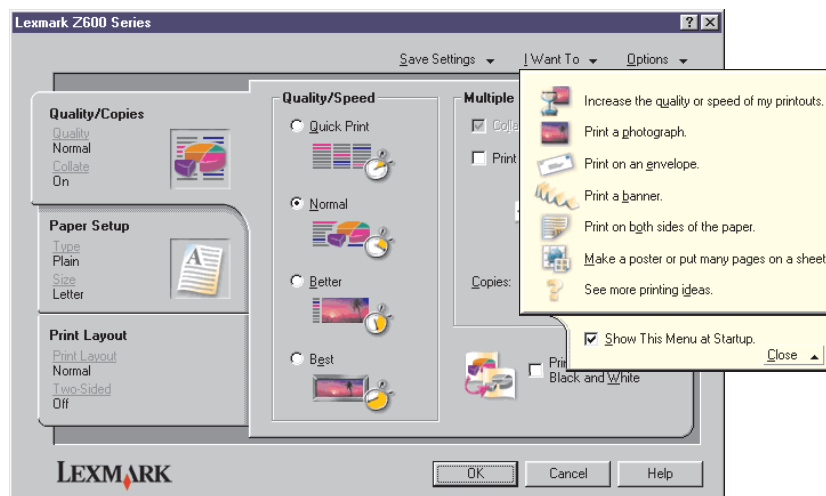 Lexmark Z600 Series
Save Settings
I Want To
Options
Quality/Copies
Quality
Normal
Collate
On
Paper Setup
Type
Plain
Size
Letter
Print Layout
Print Layout
Normal
Two-Sided
Off
Quality/Speed
Quick Print
Normal
Better
Best
Multiple
Print
Copies:
Black and White
Increase the quality or speed of my printouts.
Print a photograph.
Print on an envelope.
Print a banner.
Print on both sides of the paper.
Make a poster or put many pages on a sheet
See more printing ideas.
Show This Menu at Startup.
Close
LEXMARK
OK
Cancel
Help